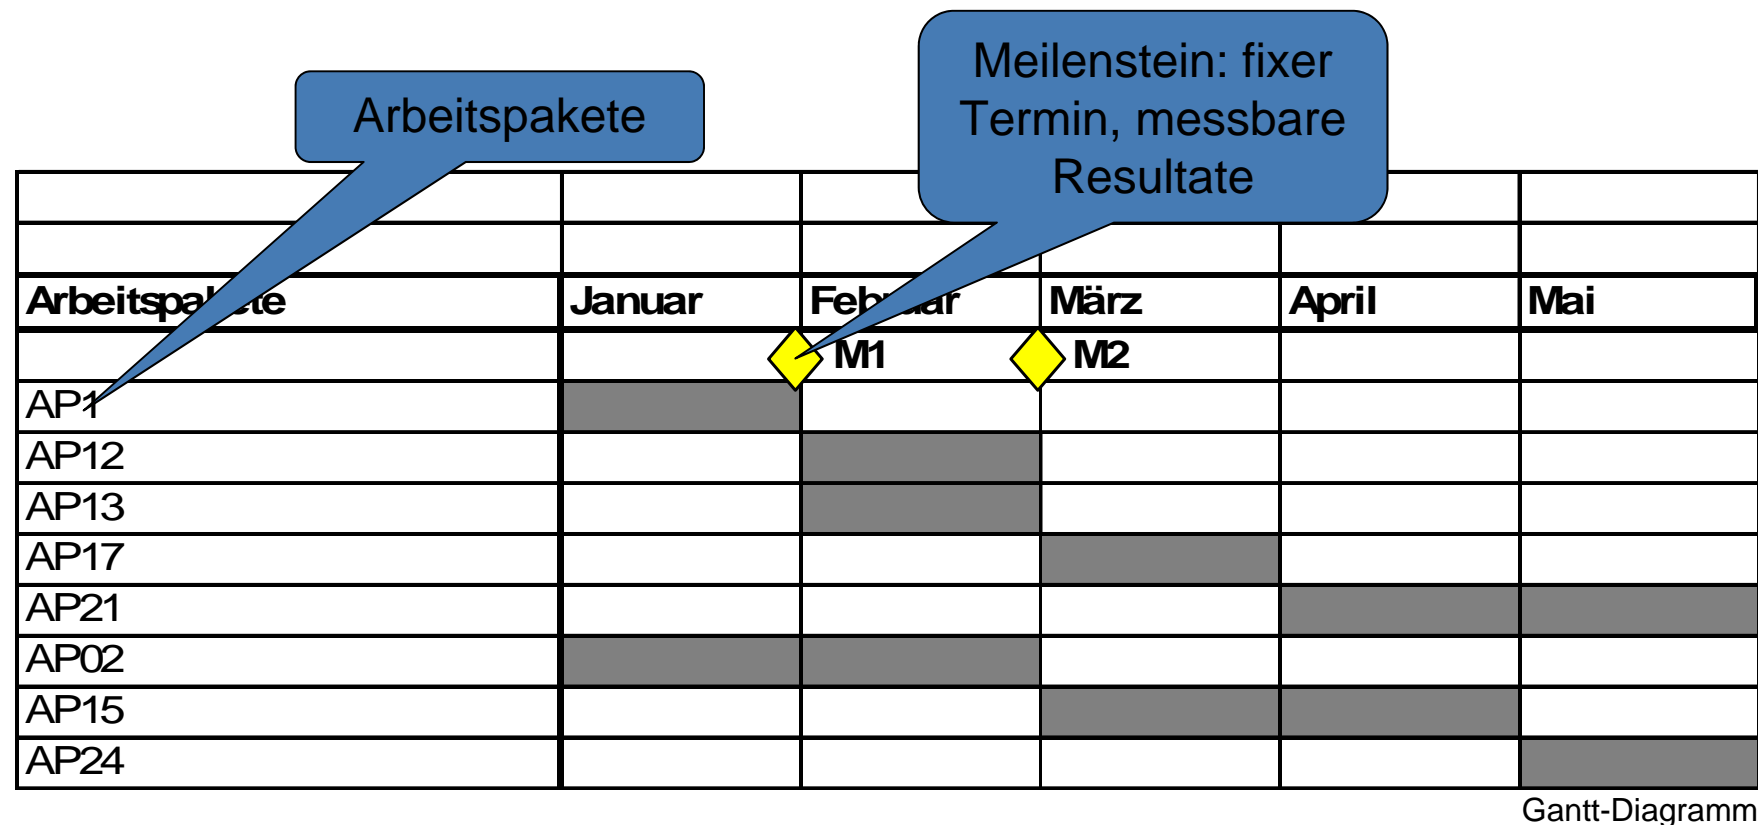 Arbeitspakete
Meilenstein: fixer
Termin, messbare
Resultate
Arbeitspakete Januar Februar März April Mai
M1 M2
AP1
AP12
AP13
AP17
AP21
AP02
AP15
AP24
Gantt-Diagramm